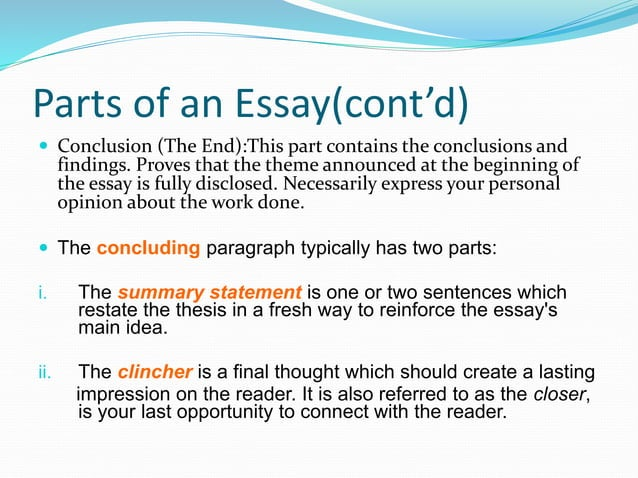 Parts of an Essay(cont’d)
• Conclusion (The End):This part contains the conclusions and
findings. Proves that the theme announced at the beginning of
the essay is fully disclosed. Necessarily express your personal
opinion about the work done.
• The concluding paragraph typically has two parts:
i. The summary statement is one or two sentences which
restate the thesis in a fresh way to reinforce the essay's
main idea.
ii. The clincher is a final thought which should create a lasting
impression on the reader. It is also referred to as the closer,
is your last opportunity to connect with the reader.